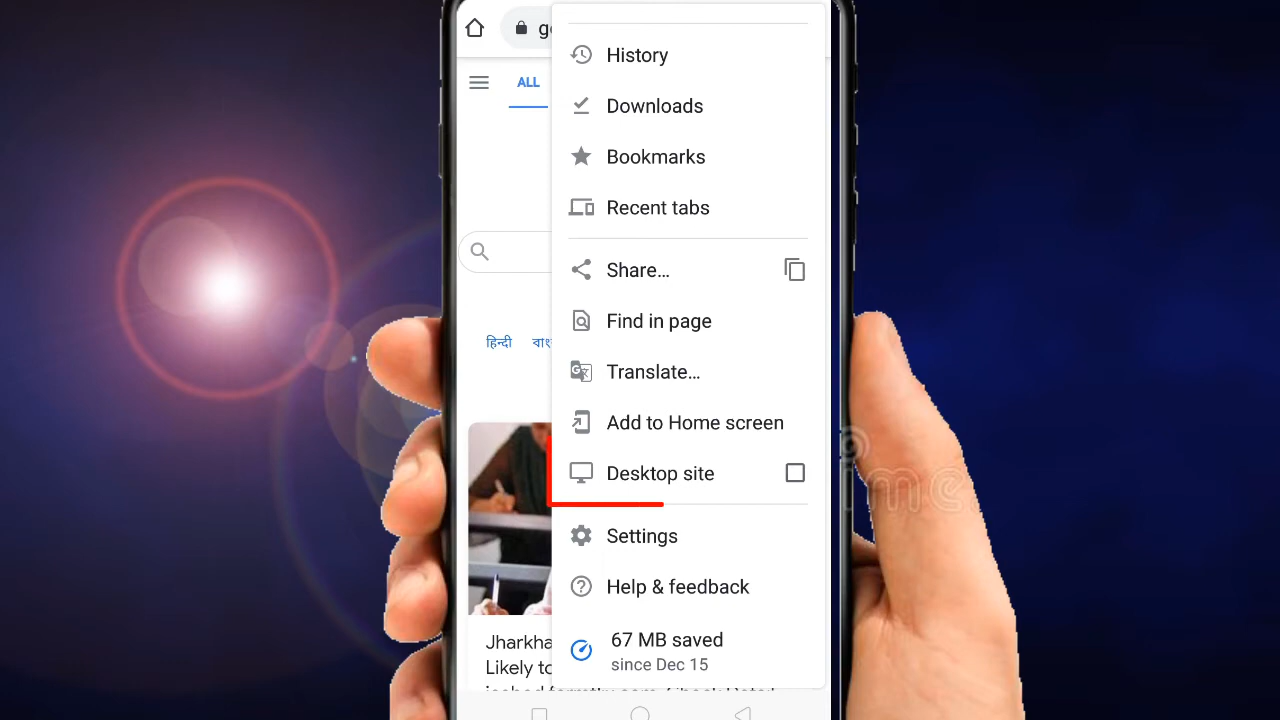 ge
History
ALL
Downloads
Bookmarks
Recent tabs
Share...
Find in page
हिन्दी
Translate...
Add to Home screen
Desktop site
Settings
Help & feedback
Jharkha
67 MB saved
Likely to
since Dec 15